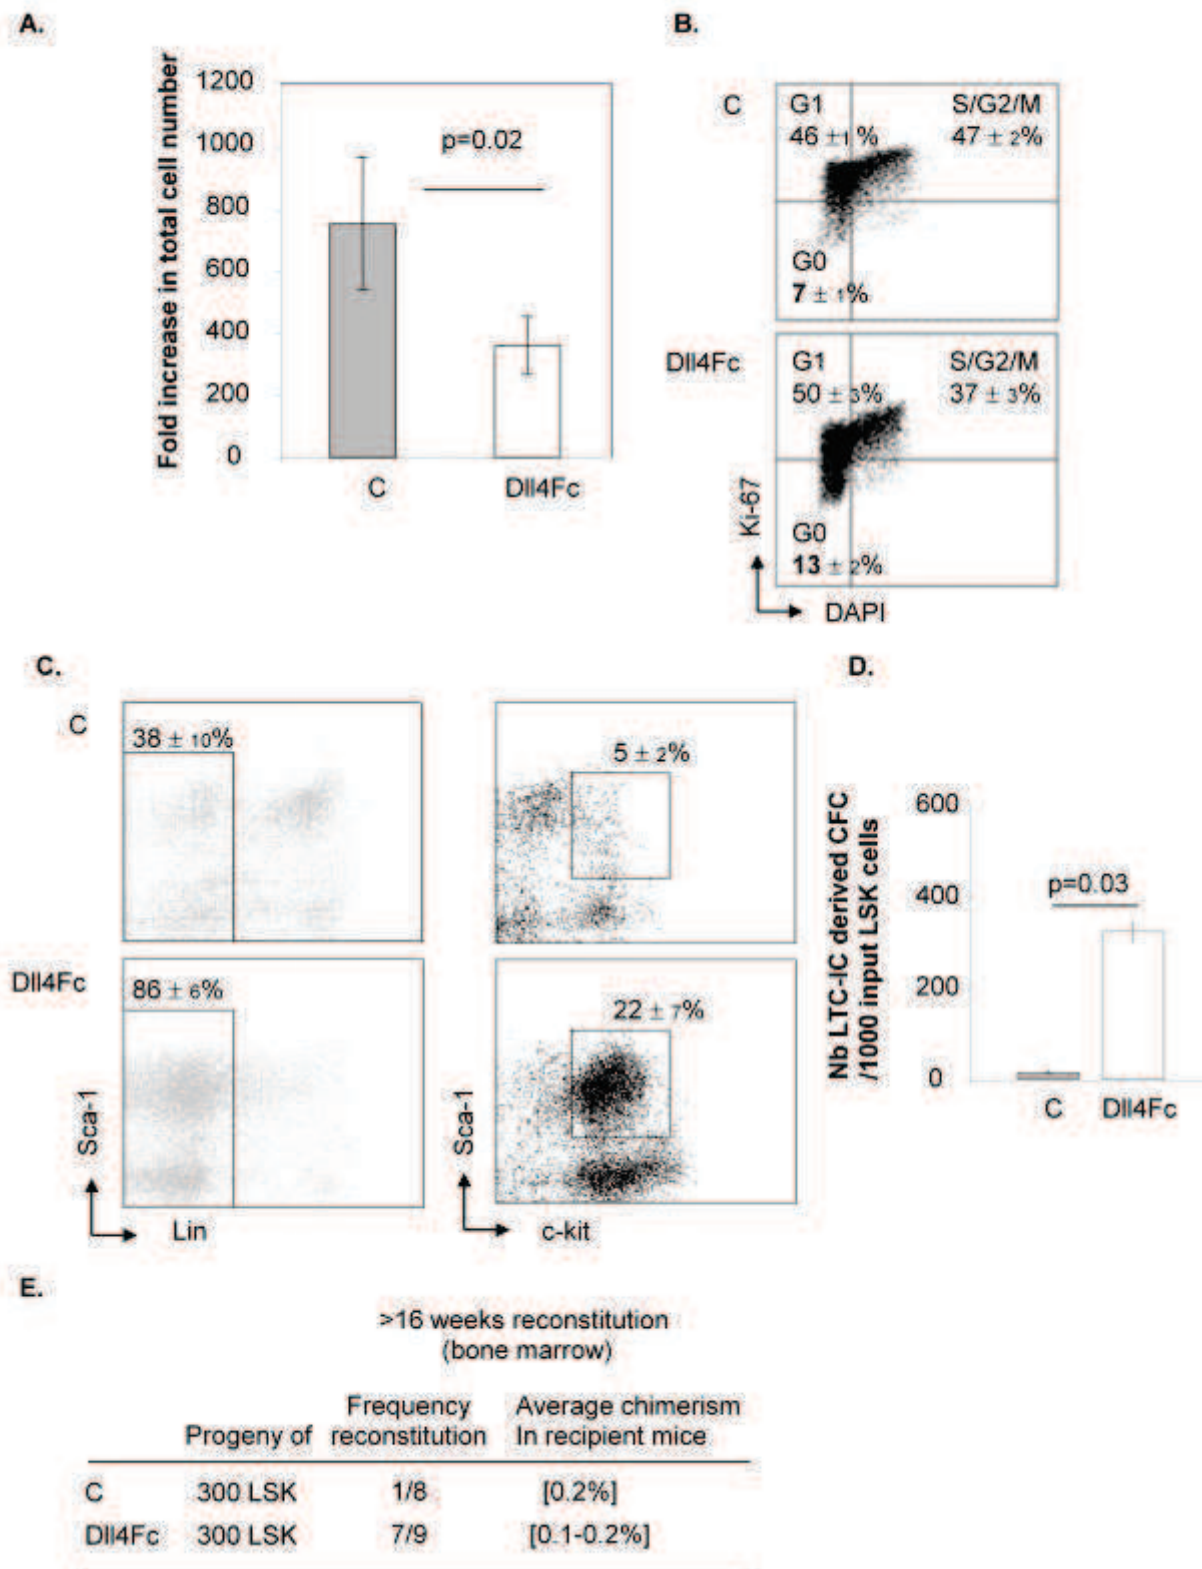 A.
Fold increase in total cell number
1200
1000
800
600
400
200
0
p=0.02
C
Dll4Fc
B.
C
G1
46 ±1 %
S/G2/M
47 ± 2%
G0
7 ± 1%
Dll4Fc
G1
50 ± 3%
S/G2/M
37 ± 3%
G0
13 ± 2%
Ki-67
DAPI
C.
C
38 ± 10%
5 ± 2%
Dll4Fc
86 ± 6%
22 ± 7%
Sca-1
Lin
Sca-1
c-kit
D.
Nb LTC-IC derived CFC
/1000 input LSK cells
600
400
200
0
p=0.03
C
Dll4Fc
E.
>16 weeks reconstitution
(bone marrow)
Frequency Average chimerism
Progeny of reconstitution In recipient mice
C 300 LSK 1/8 [0.2%]
Dll4Fc 300 LSK 7/9 [0.1-0.2%]